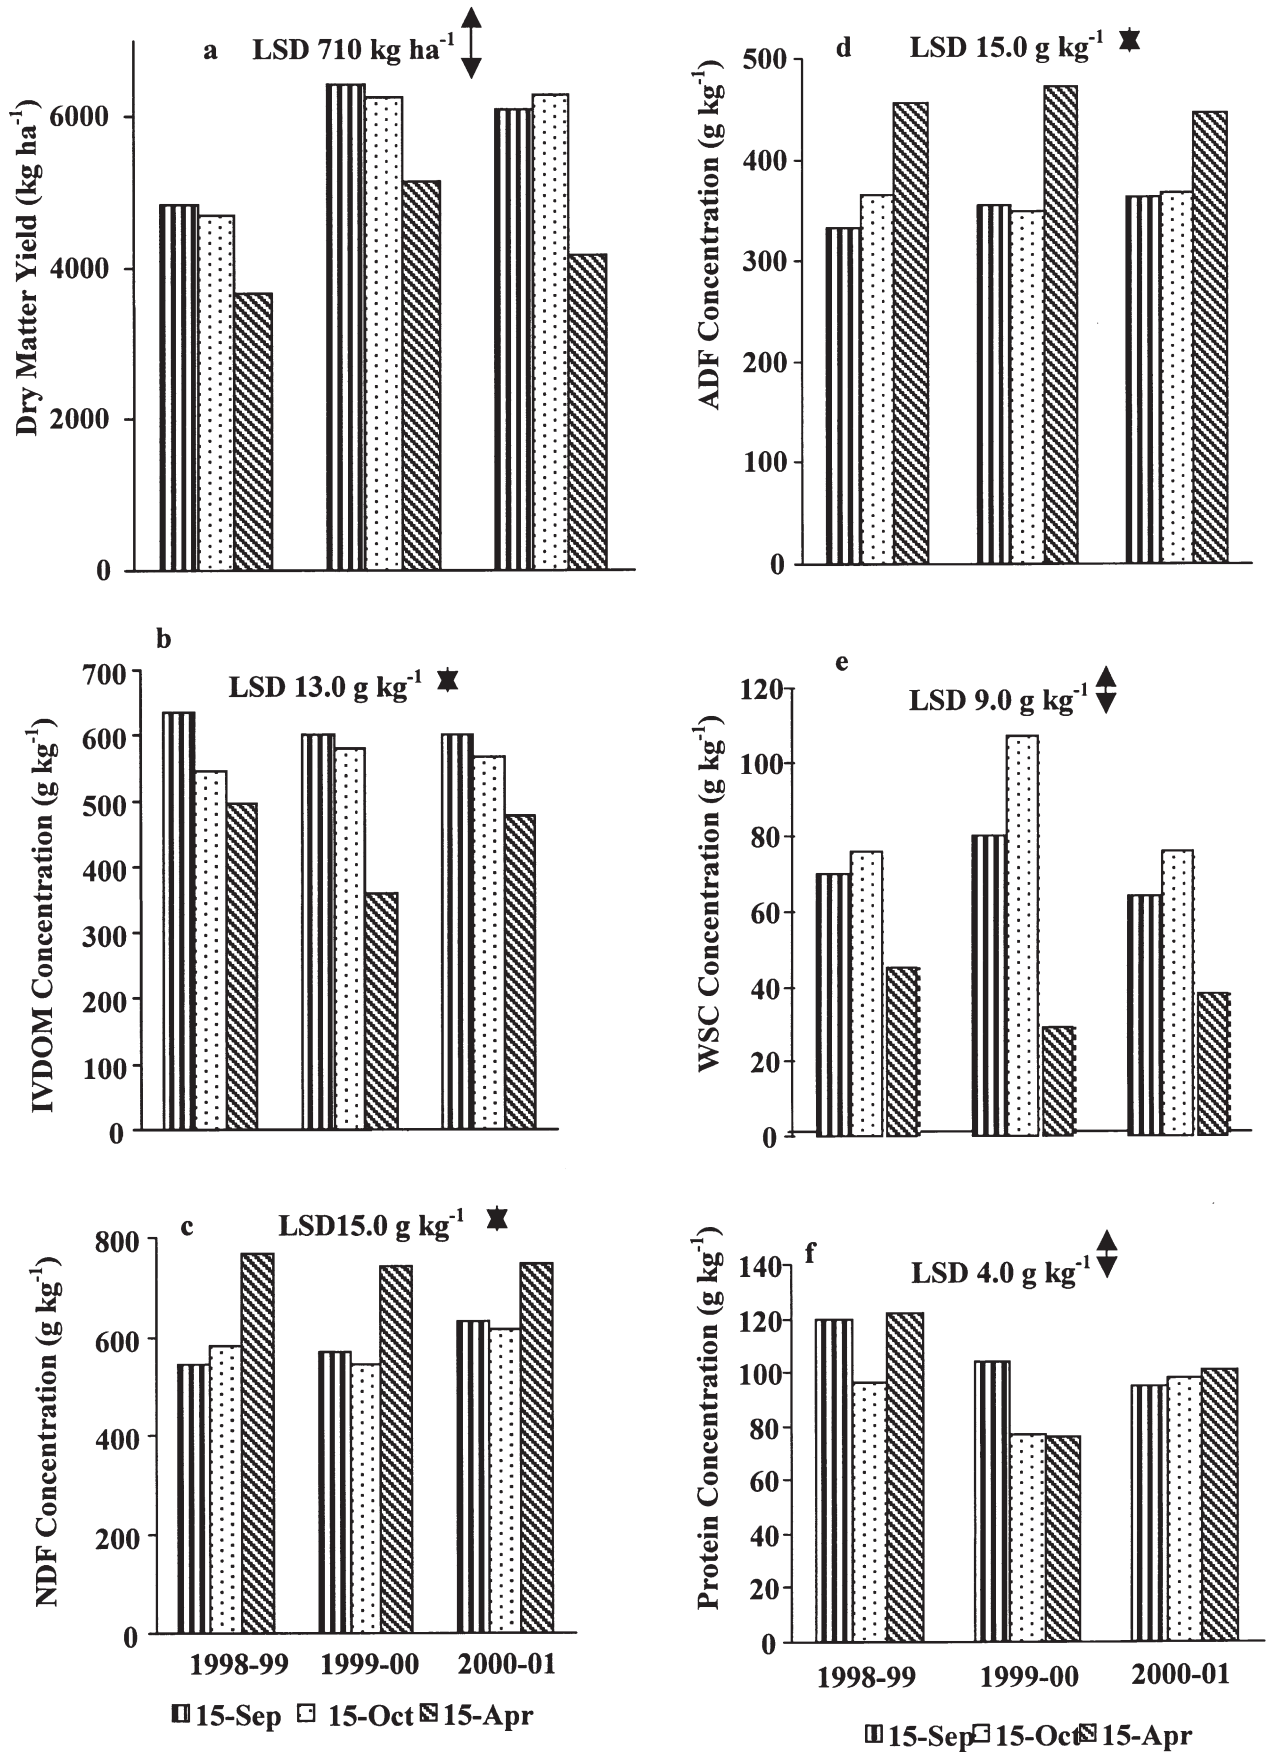 a LSD 710 kg ha-1
Dry Matter Yield (kg ha-1)
6000
4000
2000
0
b
LSD 13.0 g kg-1
IVDOM Concentration (g kg-1)
700
600
500
400
300
200
100
0
c LSD15.0 g kg-1
NDF Concentration (g kg-1)
800
600
400
200
0
1998-99 1999-00 2000-01
15-Sep 15-Oct 15-Apr
d LSD 15.0 g kg-1
ADF Concentration (g kg-1)
500
400
300
200
100
0
e
LSD 9.0 g kg-1
WSC Concentration (g kg-1)
120
100
80
60
40
20
0
f
LSD 4.0 g kg-1
Protein Concentration (g kg-1)
140
120
100
80
60
40
20
0
1998-99 1999-00 2000-01
15-Sep 15-Oct 15-Apr